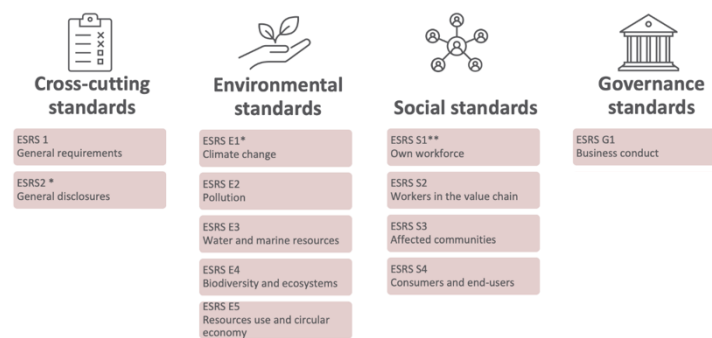 Cross-cutting
standards
ESRS 1
General requirements
ESRS2 *
General disclosures
Environmental
standards
ESRS E1*
Climate change
ESRS E2
Pollution
ESRS E3
Water and marine resources
ESRS E4
Biodiversity and ecosystems
ESRS E5
Resources use and circular
economy
Social standards
ESRS S1**
Own workforce
ESRS S2
Workers in the value chain
ESRS S3
Affected communities
ESRS S4
Consumers and end-users
Governance
standards
ESRS G1
Business conduct